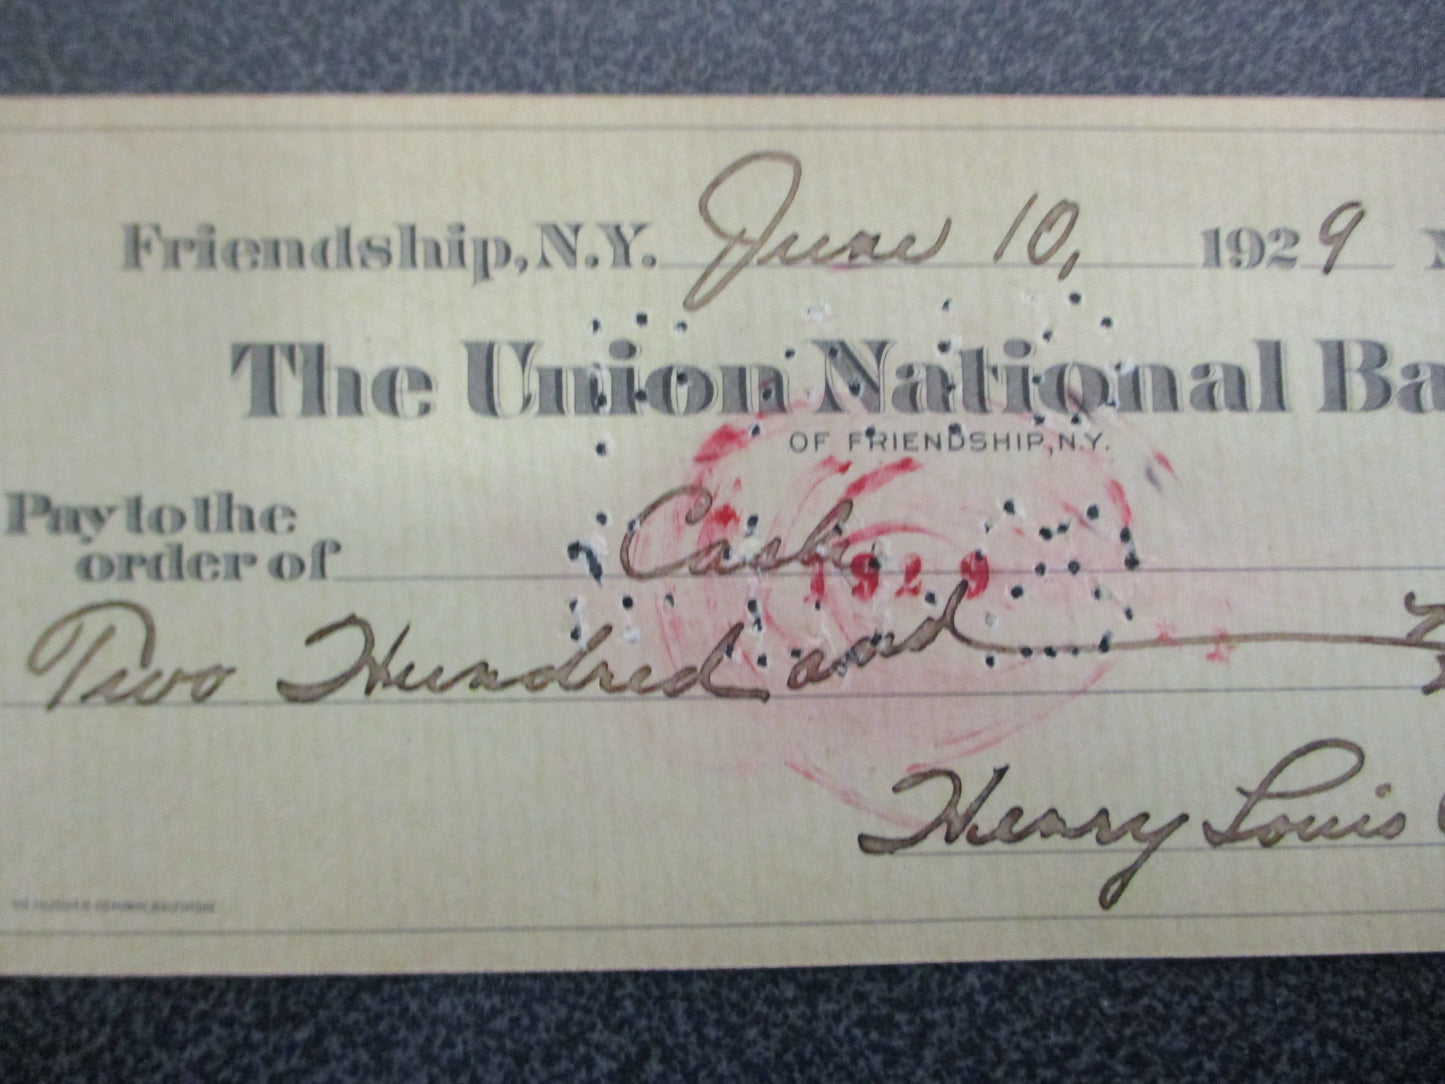 Friendship, N.Y. June 10, 1929
The Union National Ba
OF FRIENDSHIP, N.Y.
Pay to the
order of Cash
1929
Two Hundred and
Henry Louis